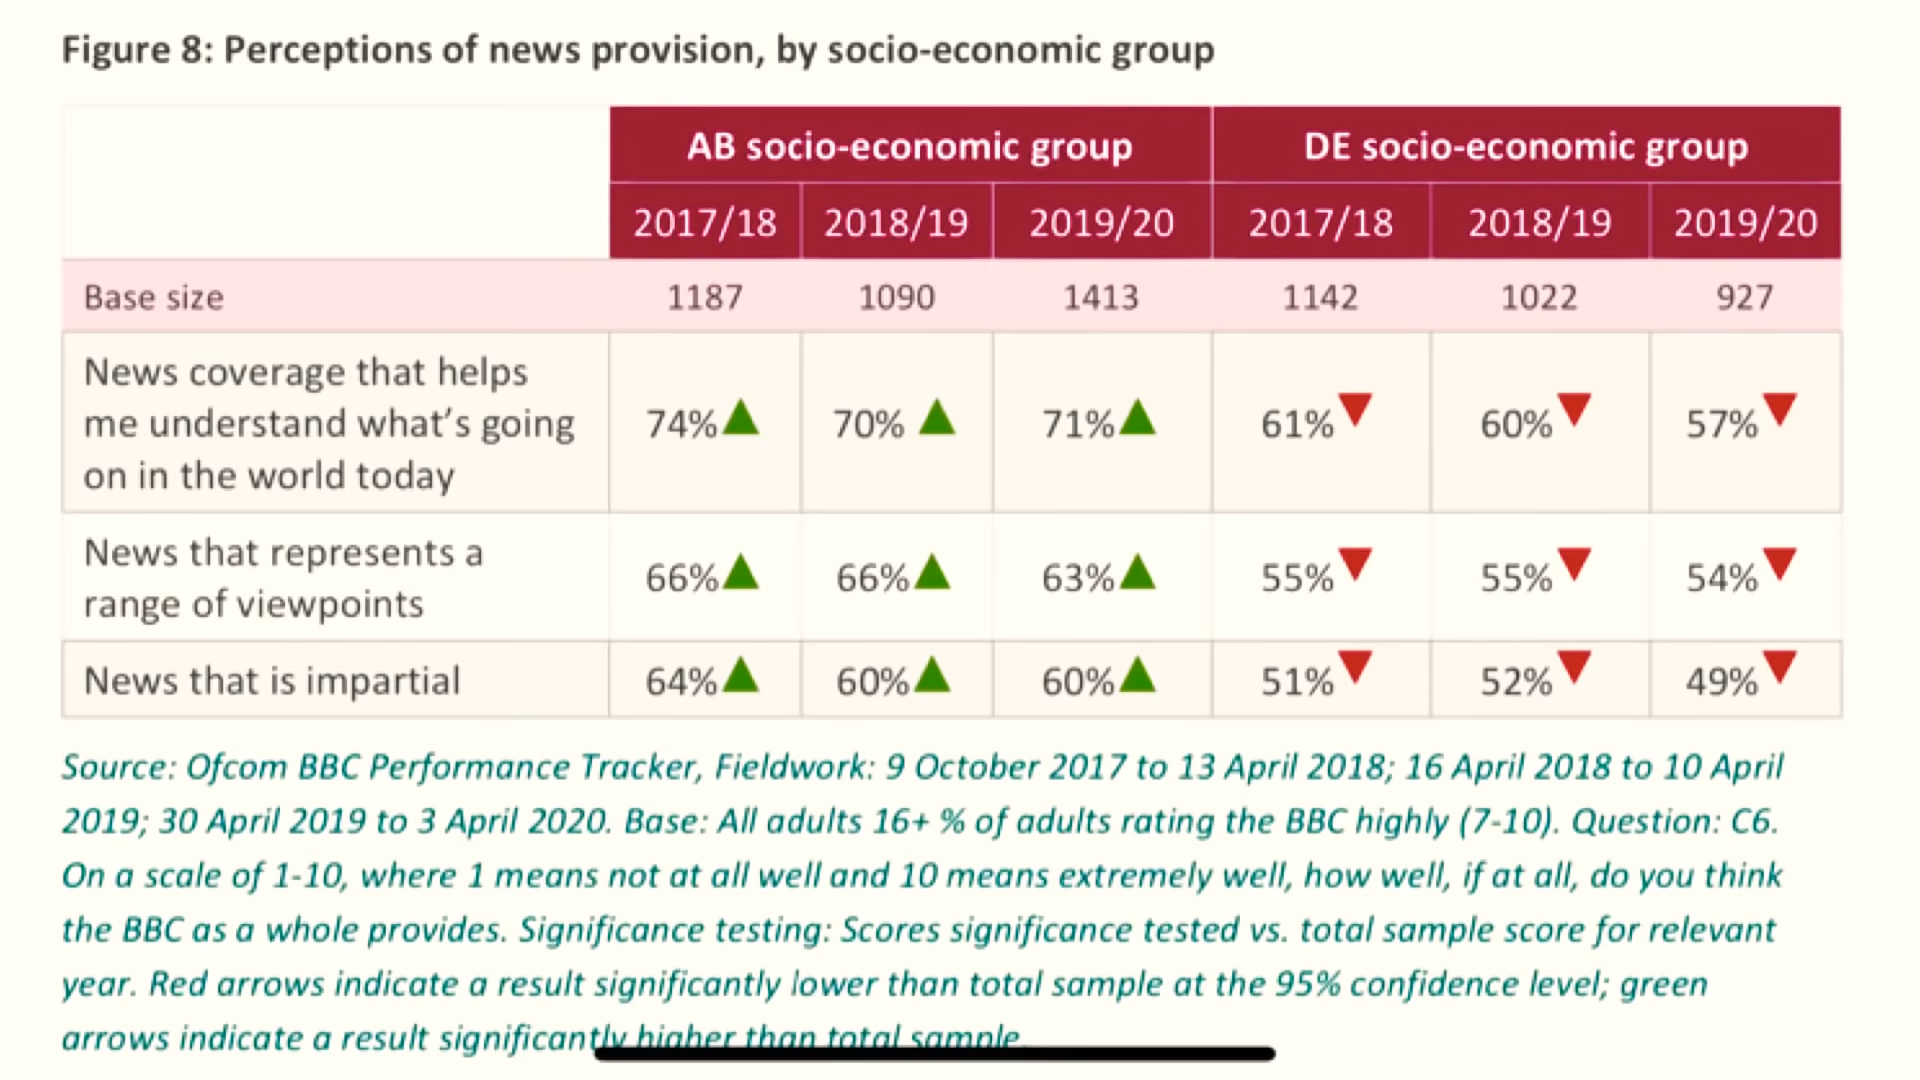 Figure 8: Perceptions of news provision, by socio-economic group
AB socio-economic group DE socio-economic group
2017/18 2018/19 2019/20 2017/18 2018/19 2019/20
Base size 1187 1090 1413 1142 1022 927
News coverage that helps
me understand what's going
on in the world today
74% 70% 71% 61% 60% 57%
News that represents a
range of viewpoints
66% 66% 63% 55% 55% 54%
News that is impartial 64% 60% 60% 51% 52% 49%
Source: Ofcom BBC Performance Tracker, Fieldwork: 9 October 2017 to 13 April 2018; 16 April 2018 to 10 April
2019; 30 April 2019 to 3 April 2020. Base: All adults 16+ % of adults rating the BBC highly (7-10). Question: C6.
On a scale of 1-10, where 1 means not at all well and 10 means extremely well, how well, if at all, do you think
the BBC as a whole provides. Significance testing: Scores significance tested vs. total sample score for relevant
year. Red arrows indicate a result significantly lower than total sample at the 95% confidence level; green
arrows indicate a result significantly higher than total sample.